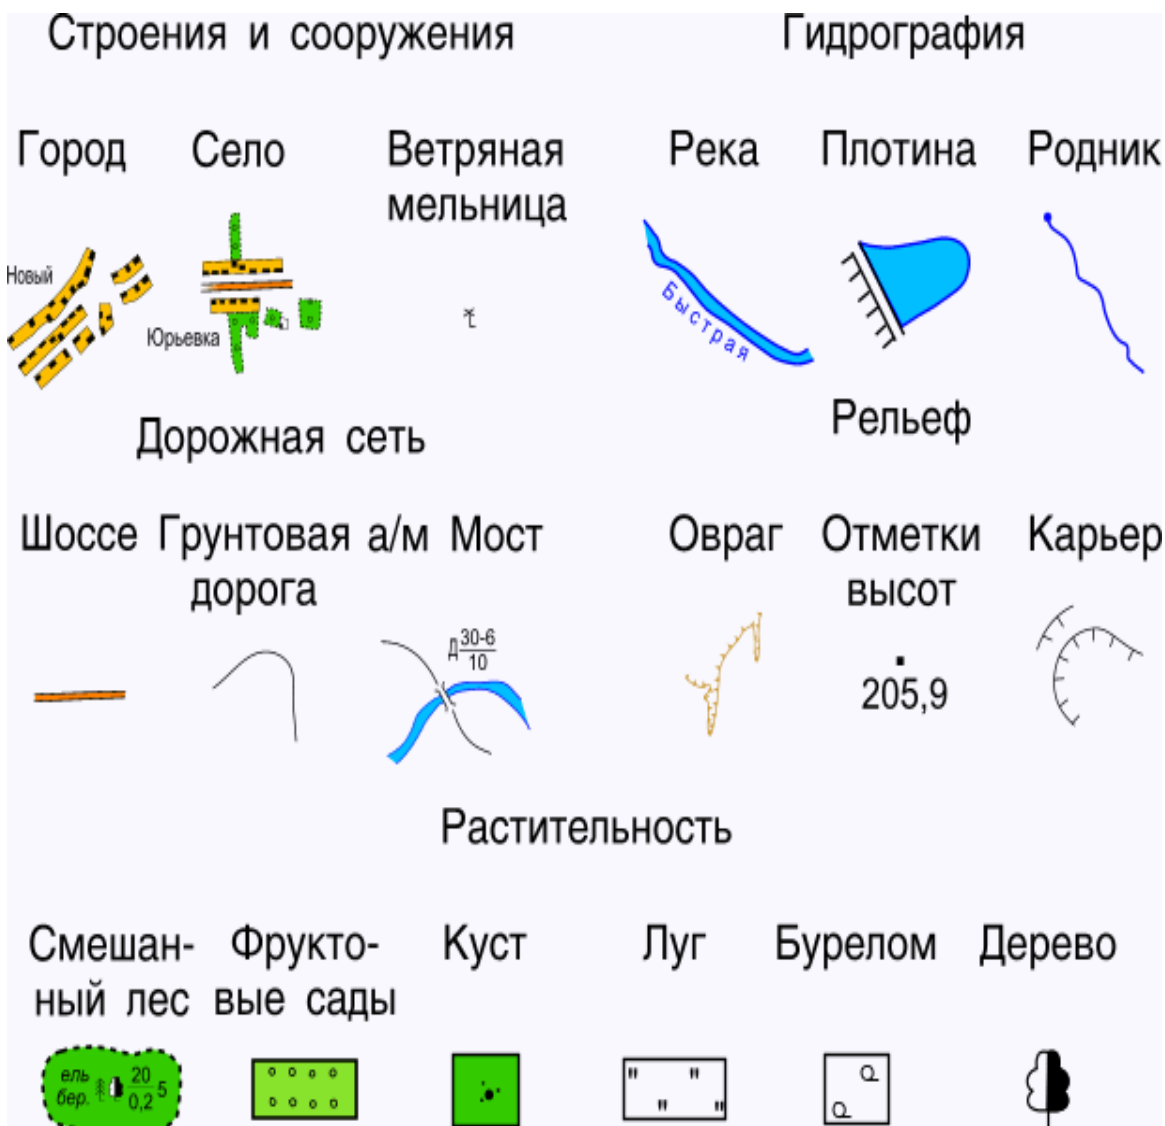 Строения и сооружения
Гидрография
Город
Село
Ветряная
мельница
Река
Плотина
Родник
Новый
Юрьевка
Быстрая
Дорожная сеть
Рельеф
Шоссе
Грунтовая а/м
дорога
Мост
Овраг
Отметки
высот
Карьер
Д 30-6
10
205,9
Растительность
Смешан-
ный лес
Фрукто-
вые сады
Куст
Луг
Бурелом
Дерево
ель
бер.
20
0,2
5